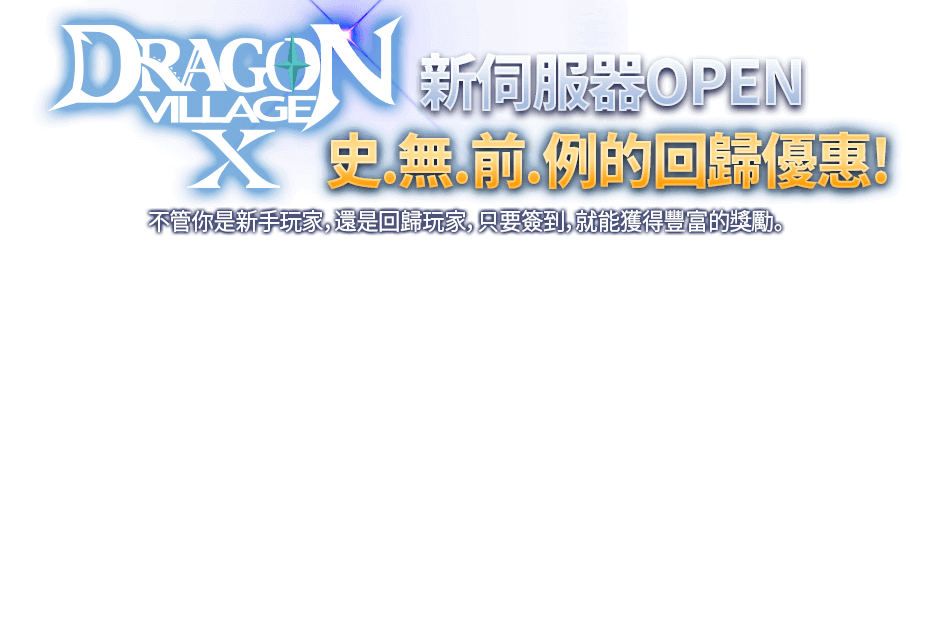 DRAGON
VILLAGE
X
新伺服器OPEN
史.無.前.例的回歸優惠!
不管你是新手玩家, 還是回歸玩家, 只要簽到, 就能獲得豐富的獎勵。